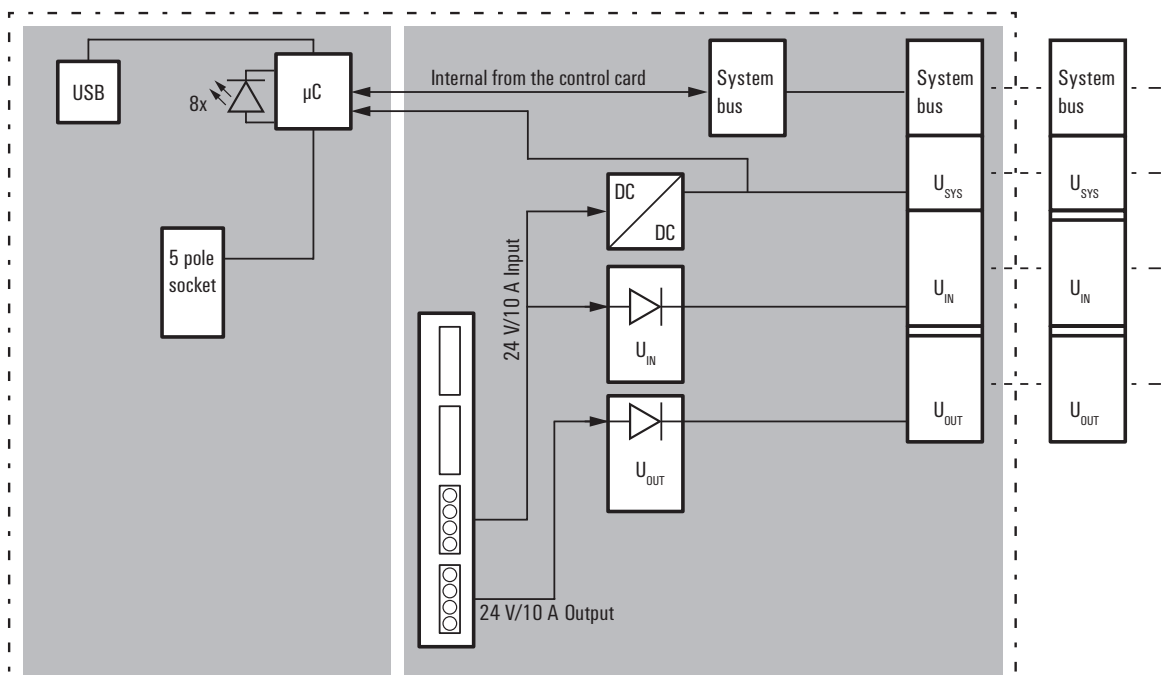 USB
8x
µC
Internal from the control card
System
bus
System
bus
System
bus
DC
DC
U_SYS
U_SYS
5 pole
socket
24 V/10 A Input
U_IN
U_IN
U_IN
U_OUT
U_OUT
U_OUT
24 V/10 A Output